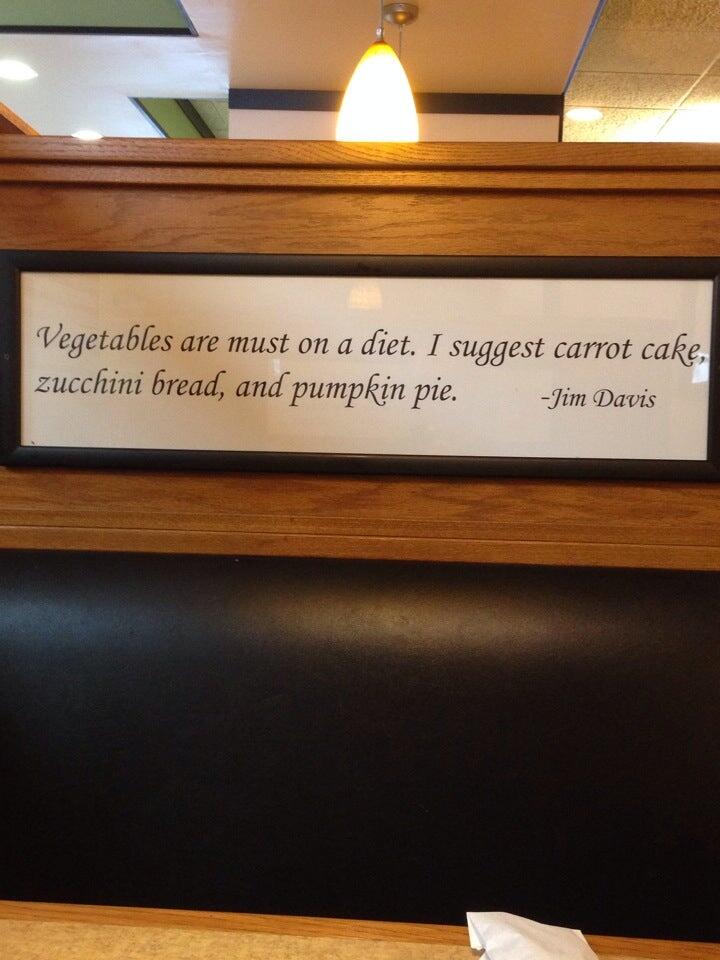 Vegetables are must on a diet. I suggest carrot cake,
zucchini bread, and pumpkin pie. -Jim Davis